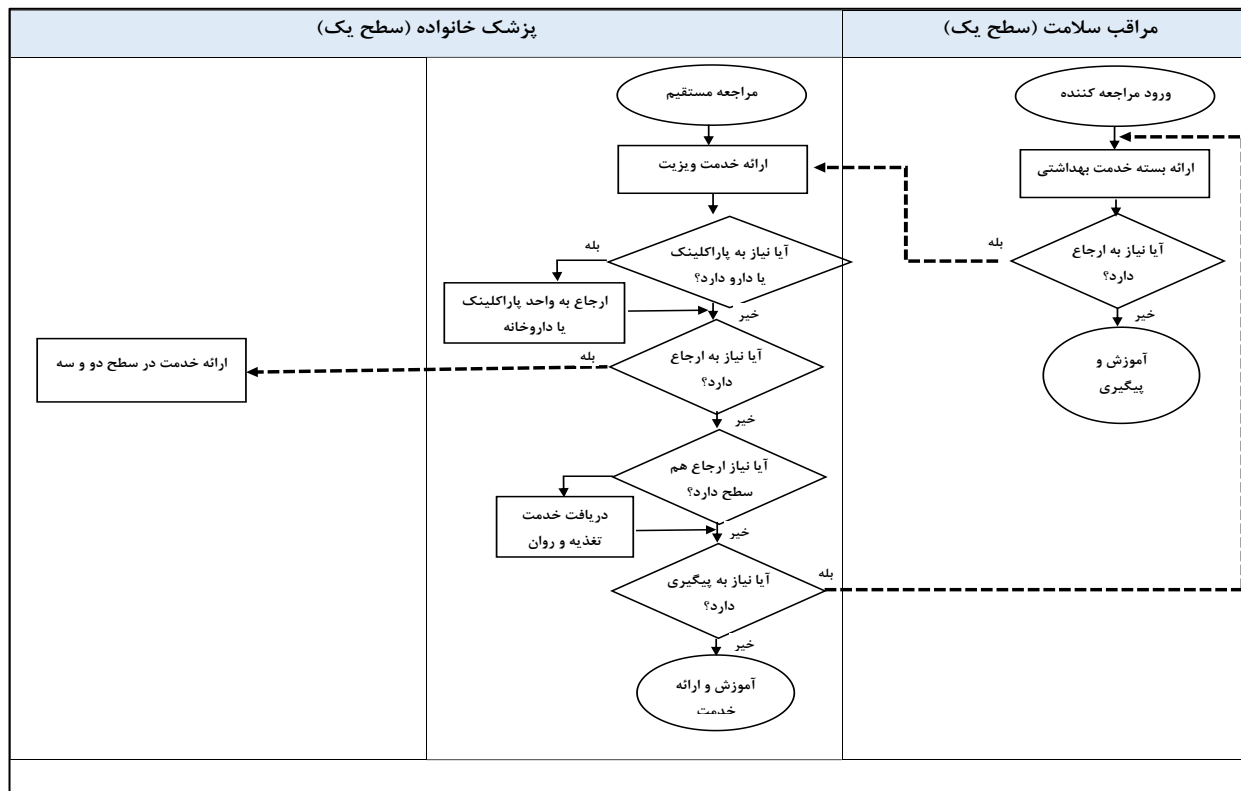 مراقب سلامت (سطح یک)
پزشک خانواده (سطح یک)
ورود مراجعه کننده
ارائه بسته خدمت بهداشتی
آیا نیاز به ارجاع
دارد؟
بله
خیر
آموزش و
پیگیری
مراجعه مستقیم
ارائه خدمت ویزیت
آیا نیاز به پاراکلینک
یا دارو دارد؟
بله
خیر
ارجاع به واحد پاراکلینک
یا داروخانه
آیا نیاز به ارجاع
دارد؟
بله
خیر
ارائه خدمت در سطح دو و سه
آیا نیاز ارجاع هم
سطح دارد؟
خیر
دریافت خدمت
تغذیه و روان
آیا نیاز به پیگیری
دارد؟
بله
خیر
آموزش و ارائه
خدمت